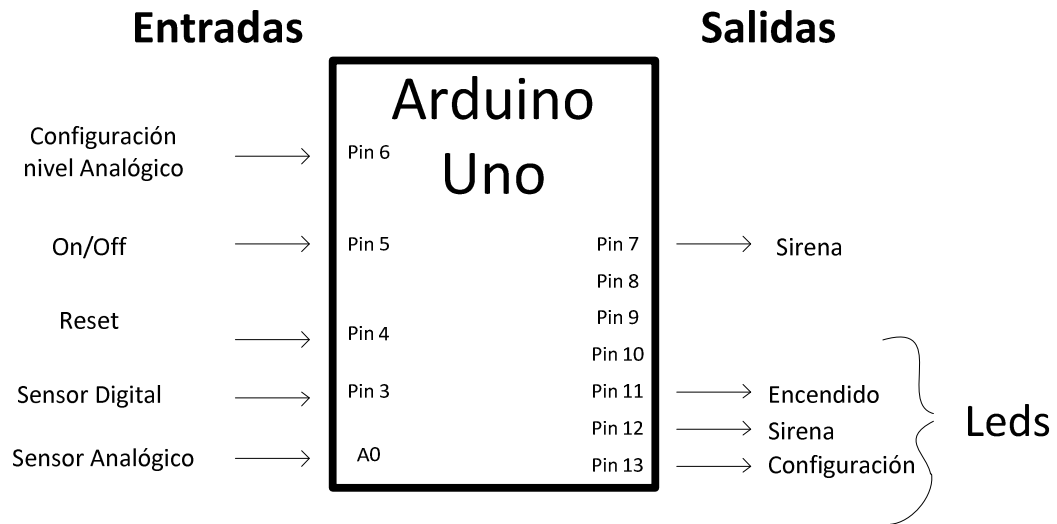 Entradas
Salidas
Arduino
Uno
Configuración
nivel Analógico
Pin 6
On/Off
Pin 5
Pin 7
Sirena
Pin 8
Reset
Pin 4
Pin 9
Pin 10
Sensor Digital
Pin 3
Pin 11
Encendido
Leds
Pin 12
Sirena
Sensor Analógico
A0
Pin 13
Configuración